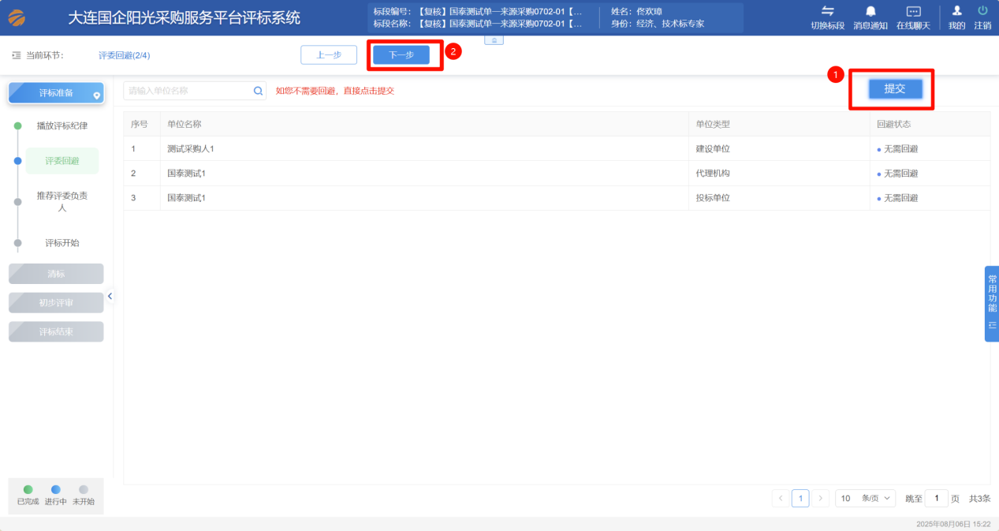 大连国企阳光采购服务平台评标系统
标段编号：【复核】国泰测试单一来源采购0702-01【…
标段名称：【复核】国泰测试单一来源采购0702-01【…
姓名：佟欢璋
身份：经济、技术标专家
切换标段
消息通知
在线聊天
我的
注销
当前环节：
评委回避(2/4)
上一步
下一步
2
评标准备
请输入单位名称
如您不需要回避，直接点击提交
1
提交
播放评标纪律
评委回避
推荐评委负责
人
评标开始
清标
初步评审
评标结束
序号 单位名称 单位类型 回避状态
1 测试采购人1 建设单位 无需回避
2 国泰测试1 代理机构 无需回避
3 国泰测试1 投标单位 无需回避
常用功能
已完成 进行中 未开始
1 10 条/页 跳至 1 页 共3条
2025年08月06日 15:22